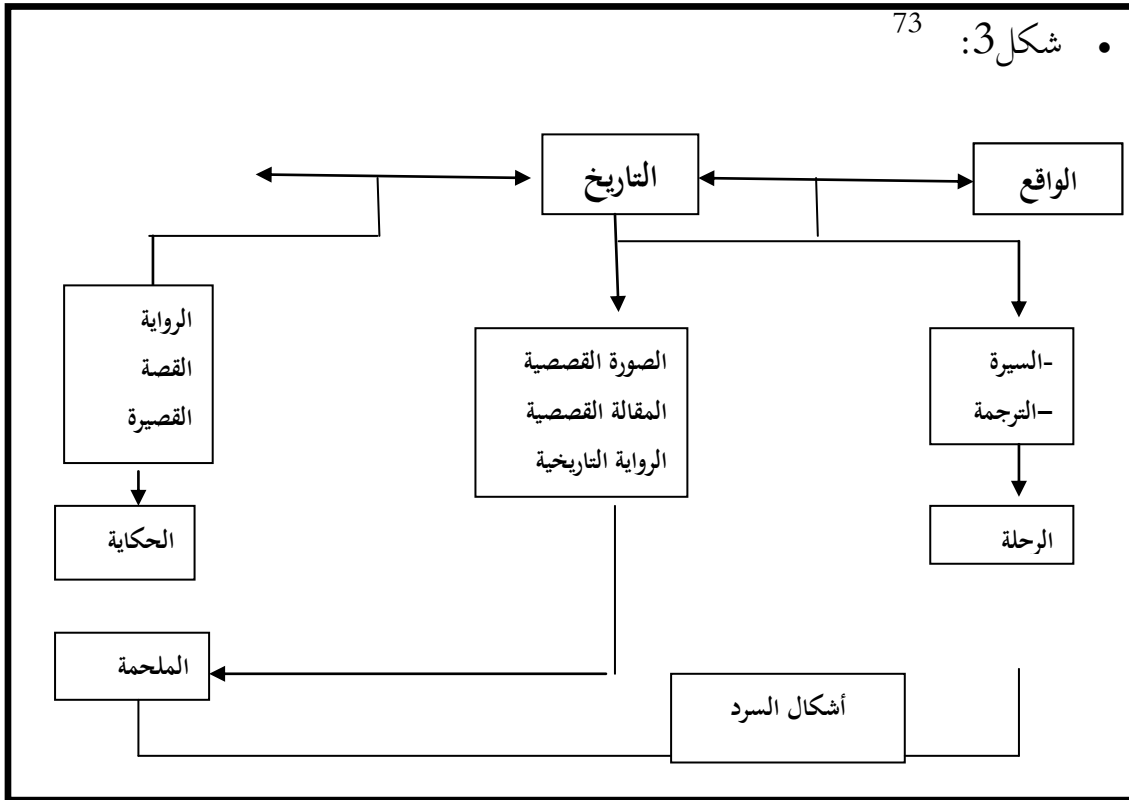 • شكل3: 73
الواقع
التاريخ
-السيرة
–الترجمة
الصورة القصصية
المقالة القصصية
الرواية التاريخية
الرواية
القصة
القصيرة
الرحلة
الحكاية
الملحمة
أشكال السرد